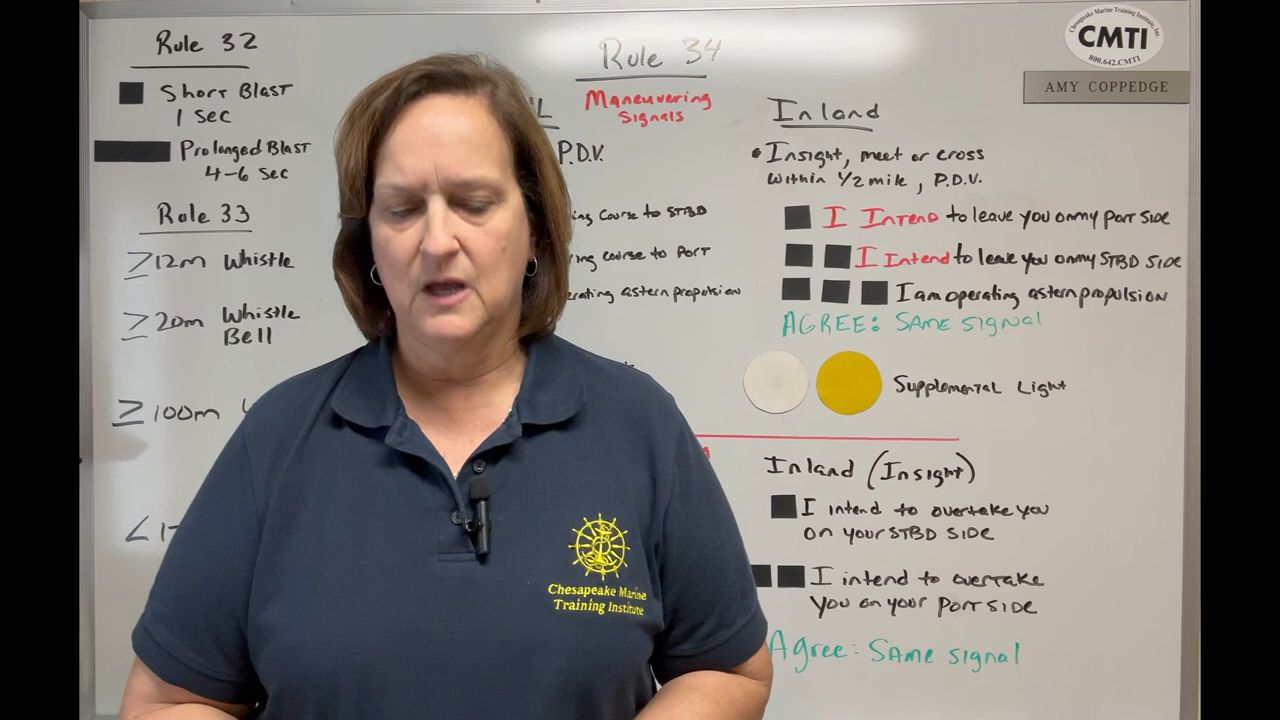 Rule 32
Short Blast
1 Sec
Prolonged Blast
4-6 Sec
Rule 33
≥12m Whistle
≥20m Whistle
Bell
≥100m
<1
Rule 34
Maneuvering
Signals
L
P.D.V.
ing Course to STBD
ring course to Port
erating astern propulsion
Chesapeake Marine Training Institute, Inc.
CMTI
800.642.CMTI
AMY COPPEDGE
Inland
• Insight, meet or cross
within 1/2 mile, P.D.V.
I Intend to leave you on my port side
I Intend to leave you on my STBD SIDE
I am operating astern propulsion
AGREE: SAME SIGNAL
Supplemental Light
Inland (Insight)
I intend to overtake you
on your STBD SIDE
I intend to overtake
you on your Port side
Agree: SAME signal
Chesapeake Marine
Training Institute